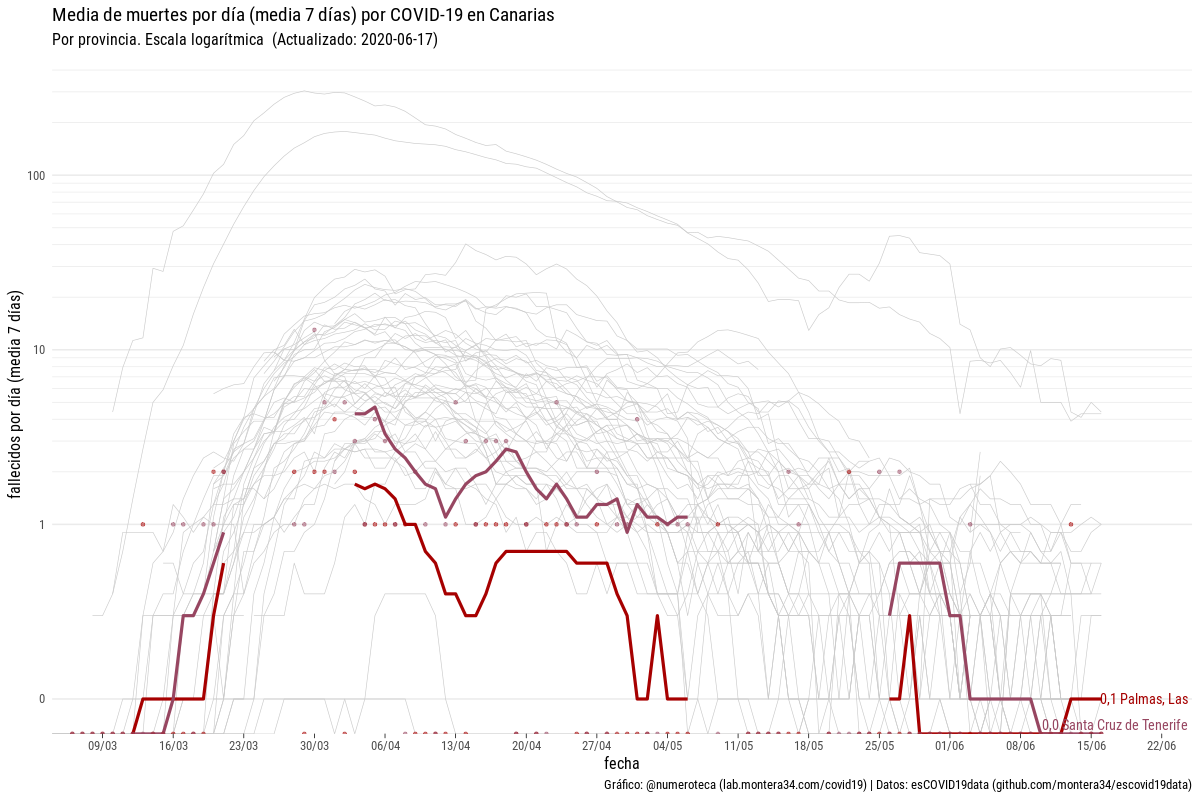 Media de muertes por día (media 7 días) por COVID-19 en Canarias
Por provincia. Escala logarítmica  (Actualizado: 2020-06-17)
fallecidos por día (media 7 días)
100
10
1
0
0,1 Palmas, Las
0,0 Santa Cruz de Tenerife
09/03 16/03 23/03 30/03 06/04 13/04 20/04 27/04 04/05 11/05 18/05 25/05 01/06 08/06 15/06 22/06
fecha
Gráfico: @numeroteca (lab.montera34.com/covid19) | Datos: esCOVID19data (github.com/montera34/escovid19data)